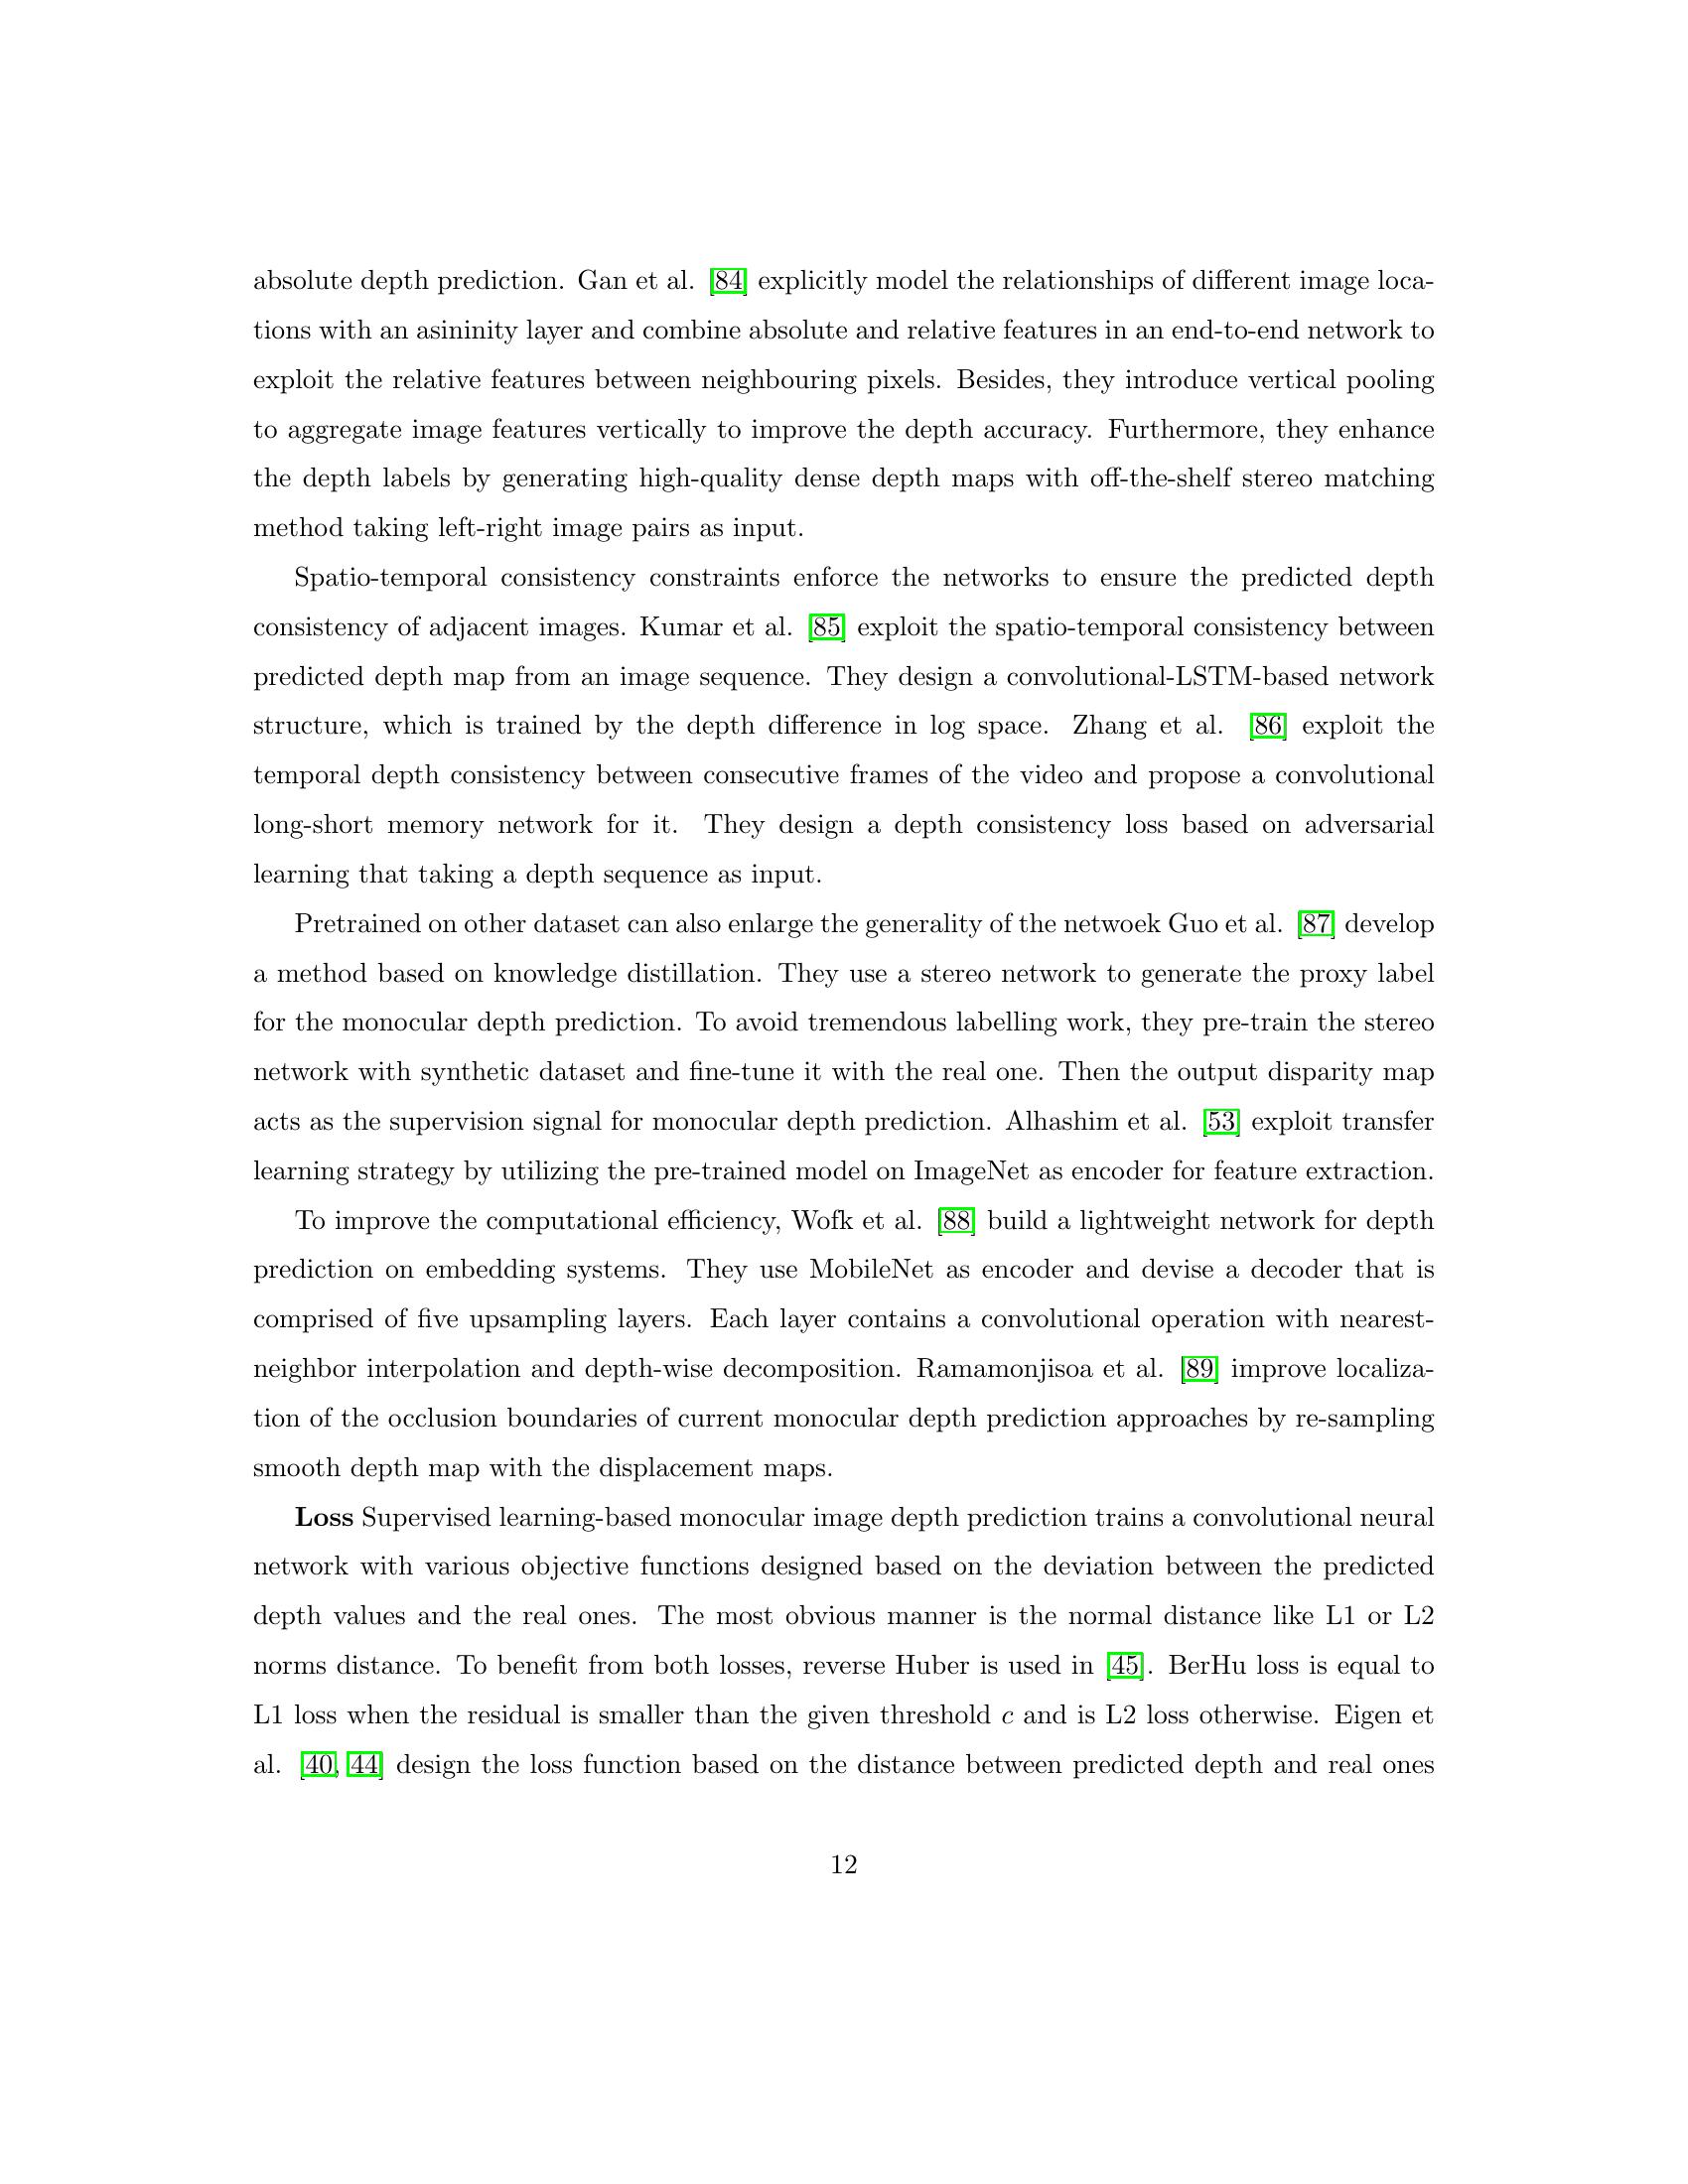 absolute depth prediction. Gan et al. [84] explicitly model the relationships of different image loca-
tions with an asininity layer and combine absolute and relative features in an end-to-end network to
exploit the relative features between neighbouring pixels. Besides, they introduce vertical pooling
to aggregate image features vertically to improve the depth accuracy. Furthermore, they enhance
the depth labels by generating high-quality dense depth maps with off-the-shelf stereo matching
method taking left-right image pairs as input.
Spatio-temporal consistency constraints enforce the networks to ensure the predicted depth
consistency of adjacent images. Kumar et al. [85] exploit the spatio-temporal consistency between
predicted depth map from an image sequence. They design a convolutional-LSTM-based network
structure, which is trained by the depth difference in log space. Zhang et al. [86] exploit the
temporal depth consistency between consecutive frames of the video and propose a convolutional
long-short memory network for it. They design a depth consistency loss based on adversarial
learning that taking a depth sequence as input.
Pretrained on other dataset can also enlarge the generality of the netwoek Guo et al. [87] develop
a method based on knowledge distillation. They use a stereo network to generate the proxy label
for the monocular depth prediction. To avoid tremendous labelling work, they pre-train the stereo
network with synthetic dataset and fine-tune it with the real one. Then the output disparity map
acts as the supervision signal for monocular depth prediction. Alhashim et al. [53] exploit transfer
learning strategy by utilizing the pre-trained model on ImageNet as encoder for feature extraction.
To improve the computational efficiency, Wofk et al. [88] build a lightweight network for depth
prediction on embedding systems. They use MobileNet as encoder and devise a decoder that is
comprised of five upsampling layers. Each layer contains a convolutional operation with nearest-
neighbor interpolation and depth-wise decomposition. Ramamonjisoa et al. [89] improve localiza-
tion of the occlusion boundaries of current monocular depth prediction approaches by re-sampling
smooth depth map with the displacement maps.
Loss Supervised learning-based monocular image depth prediction trains a convolutional neural
network with various objective functions designed based on the deviation between the predicted
depth values and the real ones. The most obvious manner is the normal distance like L1 or L2
norms distance. To benefit from both losses, reverse Huber is used in [45]. BerHu loss is equal to
L1 loss when the residual is smaller than the given threshold c and is L2 loss otherwise. Eigen et
al. [40, 44] design the loss function based on the distance between predicted depth and real ones
12